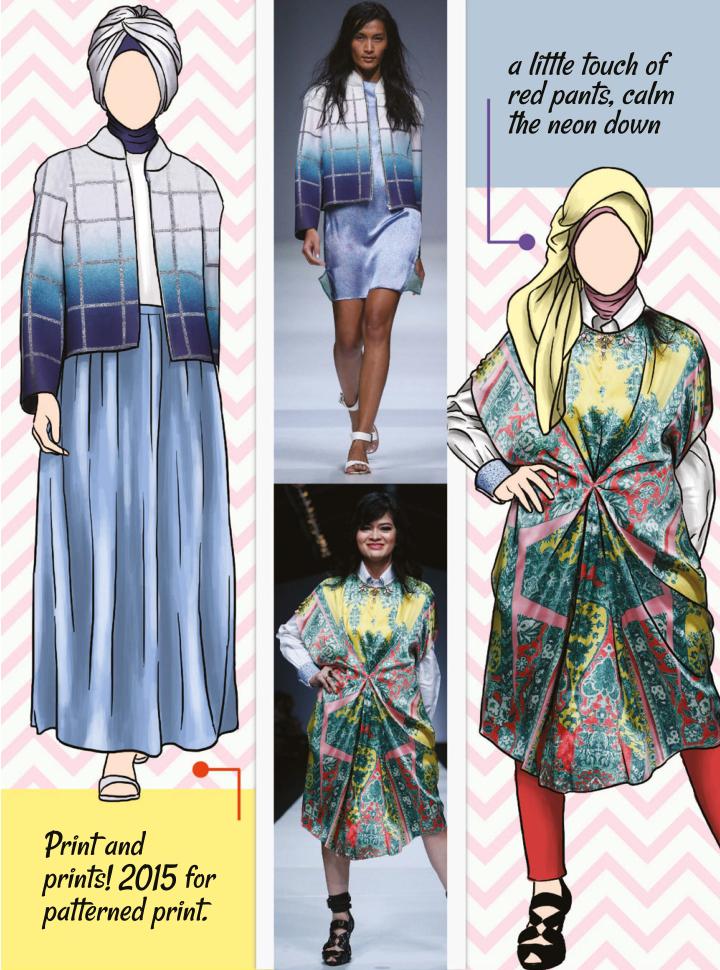 a little touch of
red pants, calm
the neon down
Print and
prints! 2015 for
patterned print.